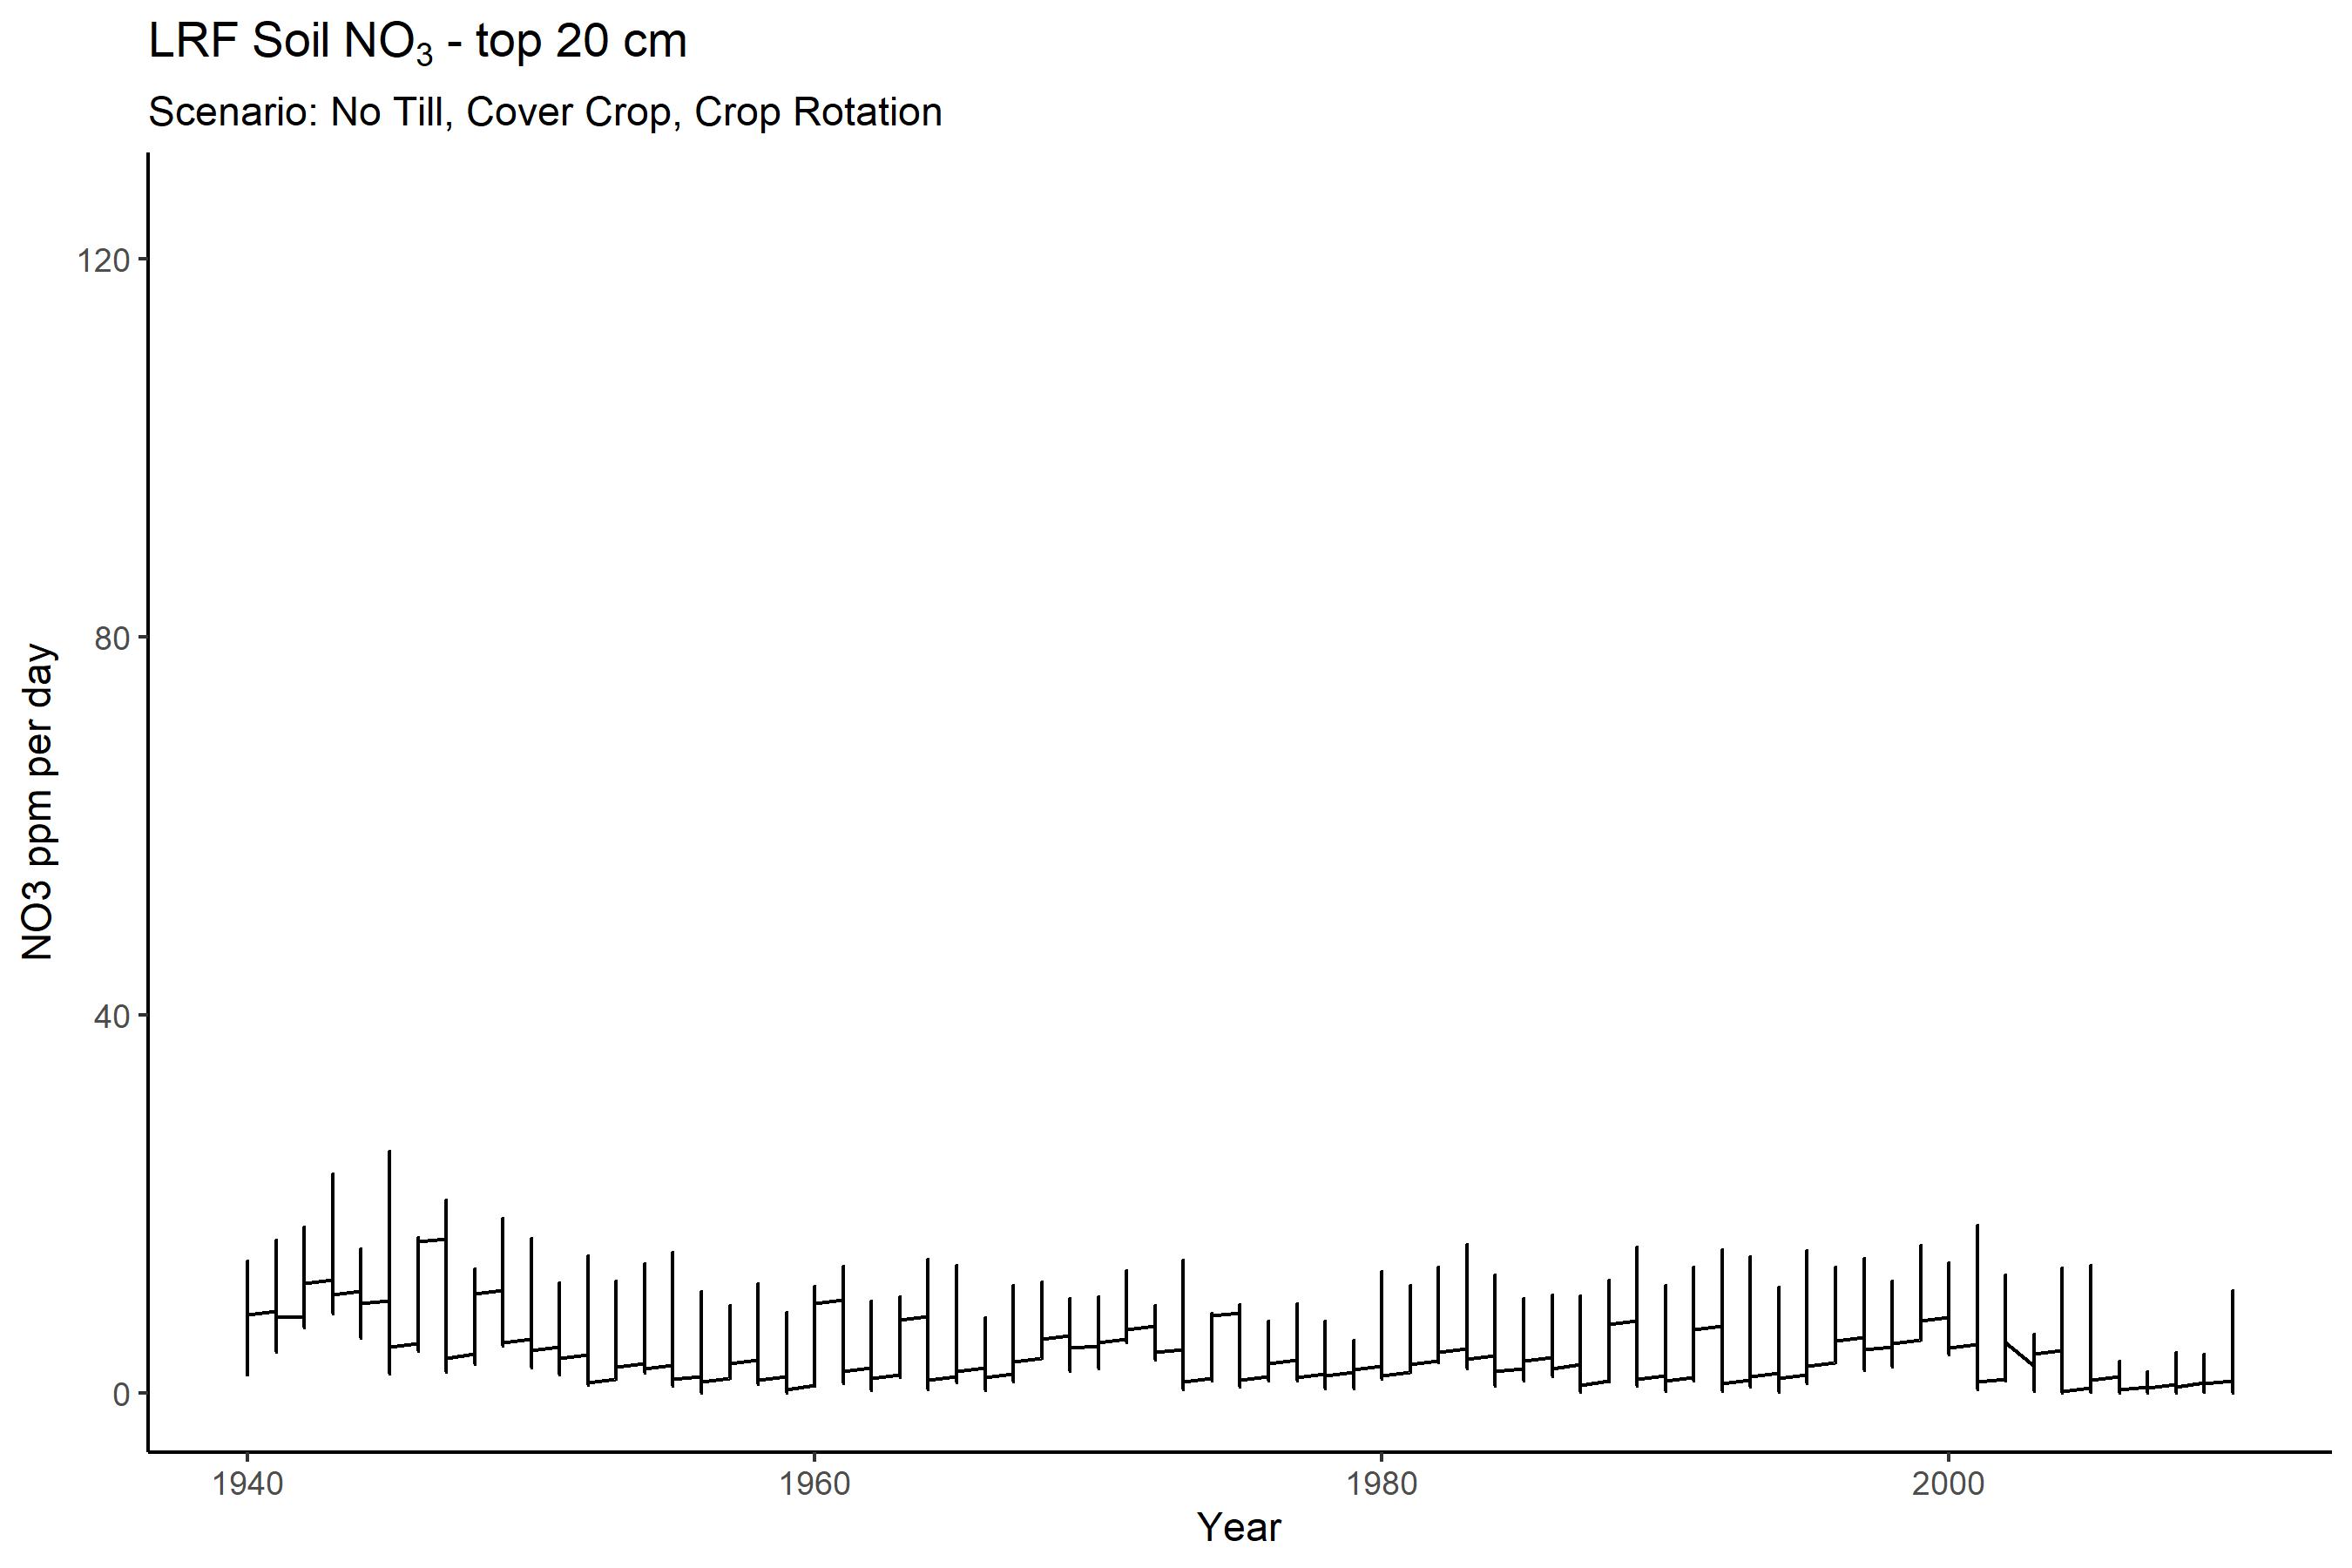 LRF Soil NO₃ - top 20 cm
Scenario: No Till, Cover Crop, Crop Rotation
120
80
40
0
NO3 ppm per day
1940 1960 1980 2000
Year